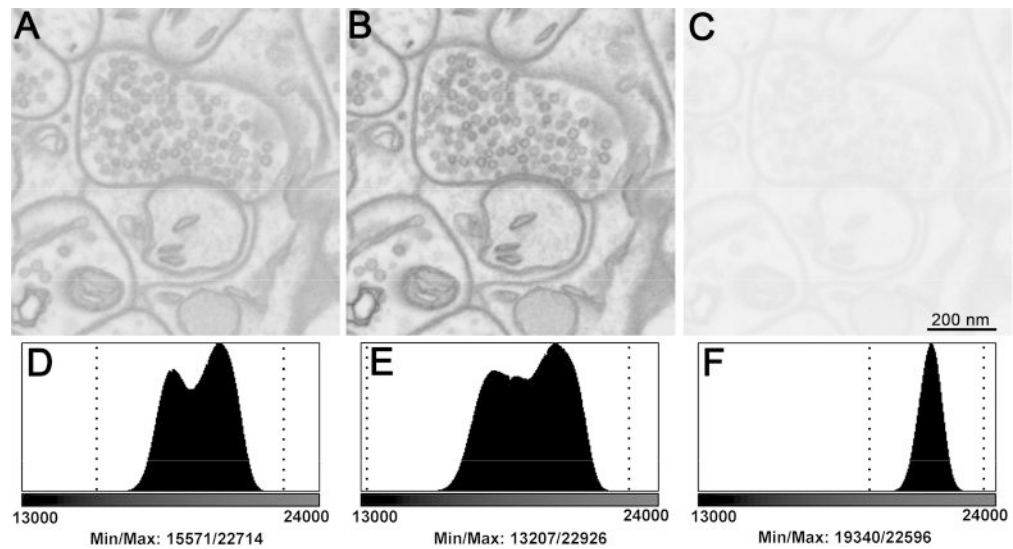 A
B
C
200 nm
D
E
F
13000
24000
13000
24000
13000
24000
Min/Max: 15571/22714
Min/Max: 13207/22926
Min/Max: 19340/22596